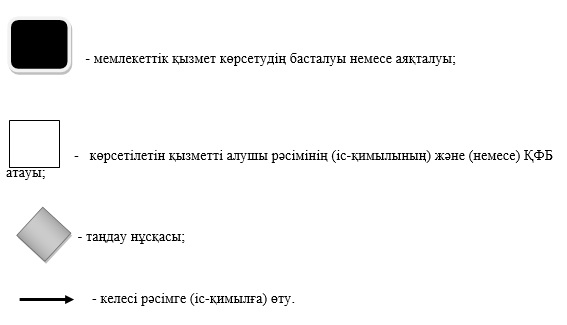 - мемлекеттік қызмет көрсетудің басталуы немесе аяқталуы;
- көрсетілетін қызметті алушы рәсімінің (іс-қимылының) және (немесе) ҚФБ
атауы;
- таңдау нұсқасы;
- келесі рәсімге (іс-қимылға) өту.